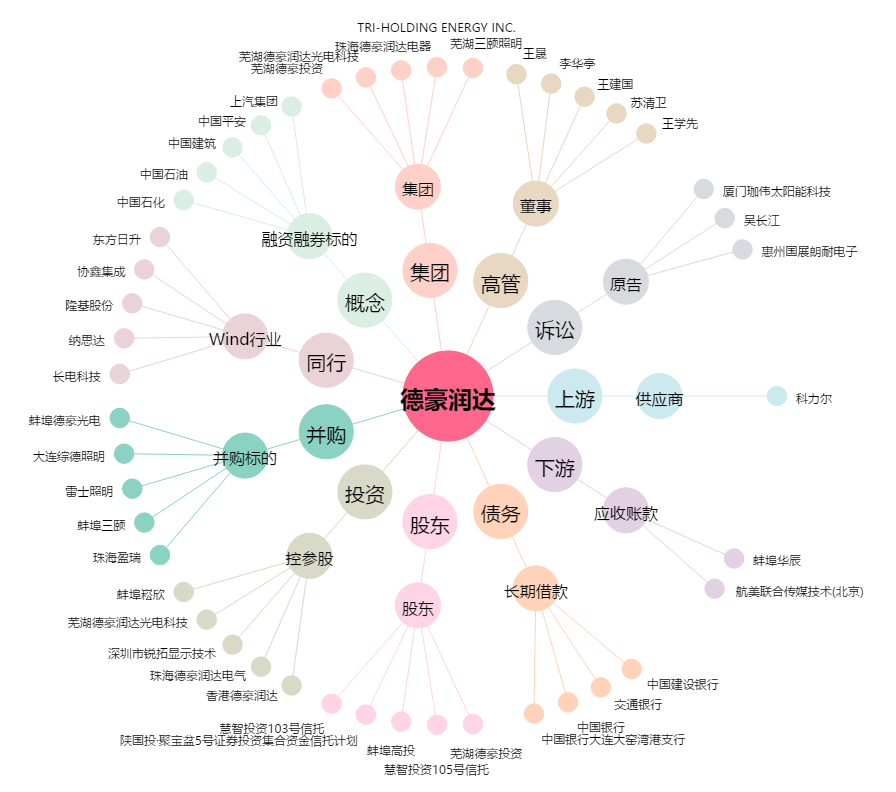 TRI-HOLDING ENERGY INC.
珠海德豪润达电器
芜湖三颐照明
芜湖德豪润达光电科技
芜湖德豪投资
王晟
李华亭
王建国
苏清卫
王学先
上汽集团
中国平安
中国建筑
中国石油
中国石化
集团
董事
厦门珈伟太阳能科技
吴长江
惠州国展朗耐电子
融资融券标的
东方日升
协鑫集成
隆基股份
纳思达
长电科技
集团
高管
原告
概念
诉讼
Wind行业
同行
德豪润达
上游
供应商
科力尔
蚌埠德豪光电
大连综德照明
雷士照明
蚌埠三颐
珠海盈瑞
并购标的
并购
下游
应收账款
投资
股东
债务
蚌埠华辰
航美联合传媒技术(北京)
控参股
股东
长期借款
蚌埠崧欣
芜湖德豪润达光电科技
深圳市锐拓显示技术
珠海德豪润达电气
香港德豪润达
中国建设银行
交通银行
中国银行
中国银行大连大窑湾港支行
慧智投资103号信托
陕国投·聚宝盆5号证券投资集合资金信托计划
蚌埠高投
芜湖德豪投资
慧智投资105号信托